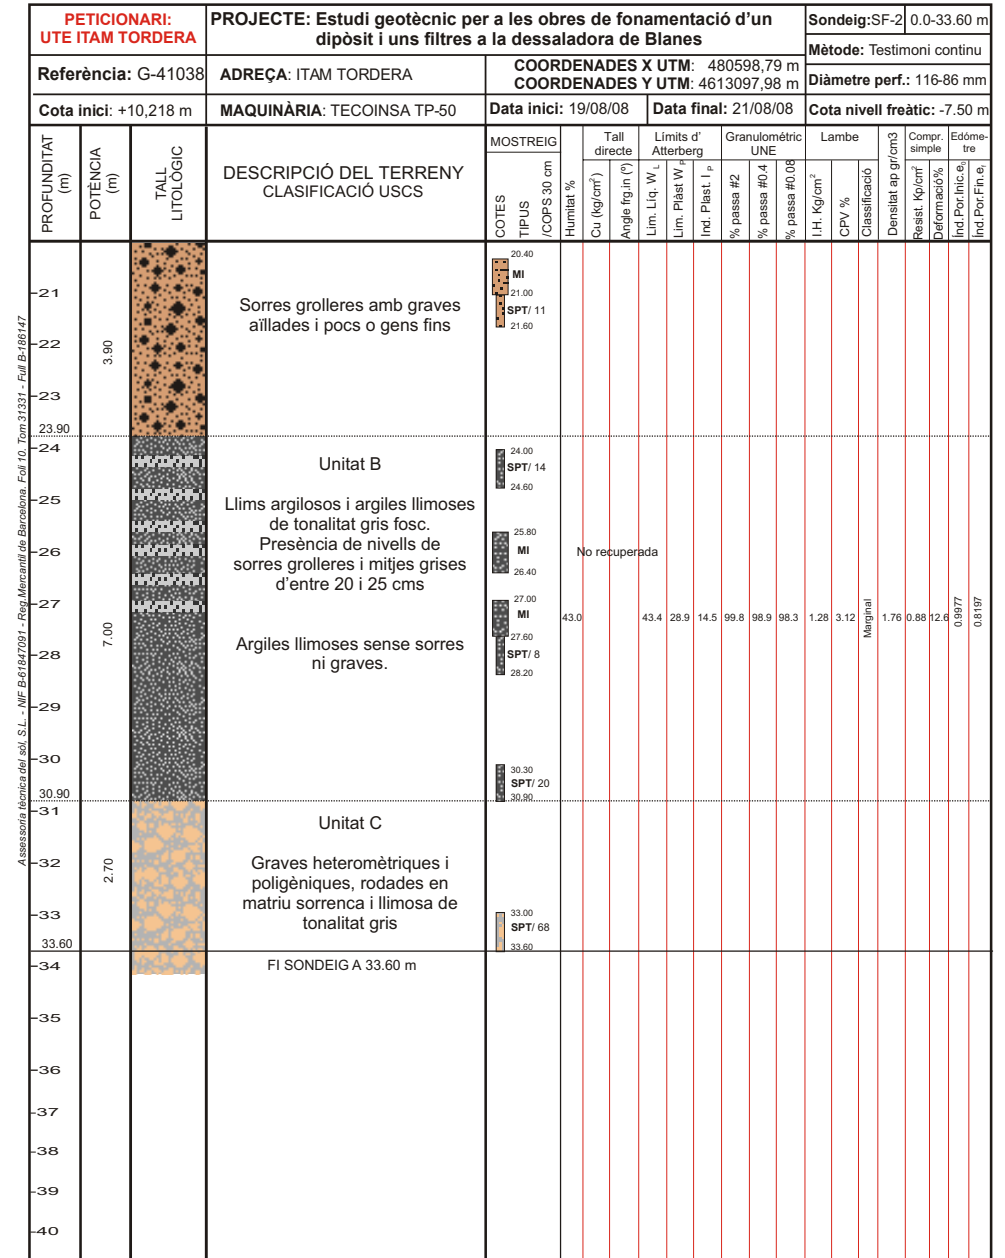 PETICIONARI:
UTE ITAM TORDERA
PROJECTE: Estudi geotècnic per a les obres de fonamentació d'un
dipòsit i uns filtres a la dessaladora de Blanes
Sondeig:SF-2 0.0-33.60 m
Mètode: Testimoni continu
Referència: G-41038
ADREÇA: ITAM TORDERA
COORDENADES X UTM: 480598,79 m
COORDENADES Y UTM: 4613097,98 m
Diàmetre perf.: 116-86 mm
Cota inici: +10,218 m
MAQUINÀRIA: TECOINSA TP-50
Data inici: 19/08/08
Data final: 21/08/08
Cota nivell freàtic: -7.50 m
PROFUNDITAT
(m)
POTÈNCIA
(m)
TALL
LITOLÒGIC
DESCRIPCIÓ DEL TERRENY
CLASIFICACIÓ USCS
MOSTREIG
COTES
TIPUS
/COPS 30 cm
Humitat %
Tall
directe
Cu (kg/cm2)
Angle frg.in (º)
Límits d'
Atterberg
Lim. Líq. W L
Lim. Plàst W P
Ind. Plast. I P
Granulométric
UNE
% passa #2
% passa #0.4
% passa #0.08
Lambe
I.H. Kg/cm2
CPV %
Classificació
Densitat ap gr/cm3
Compr.
simple
Resist. Kp/cm2
Deformació%
Edóme-
tre
Ind.Por.Inic.e0
Índ.Por.Fin.ef
20.40
MI
21.00
SPT/ 11
21.60
21
22
23
23.90
3.90
Sorres grolleres amb graves
aïllades i pocs o gens fins
24
25
26
27
28
29
30
30.90
7.00
Unitat B
Llims argilosos i argiles llimoses
de tonalitat gris fosc.
Presència de nivells de
sorres grolleres i mitjes grises
d'entre 20 i 25 cms
Argiles llimoses sense sorres
ni graves.
24.00
SPT/ 14
24.60
25.80
MI
26.40
No recuperada
27.00
MI
27.60
SPT/ 8
28.20
43.0 43.4 28.9 14.5 99.8 98.9 98.3 1.28 3.12 Marginal 1.76 0.88 12.6 0.9977 0.8197
30.30
SPT/ 20
30.90
31
32
33
33.60
2.70
Unitat C
Graves heteromètriques i
poligèniques, rodades en
matriu sorrenca i llimosa de
tonalitat gris
33.00
SPT/ 68
33.60
34
FI SONDEIG A 33.60 m
35
36
37
38
39
40
Assessoria tècnica del sòl, S.L. - NIF B-61847091 - Reg.Mercantil de Barcelona. Foli 10. Tom 31331 - Full B-186147